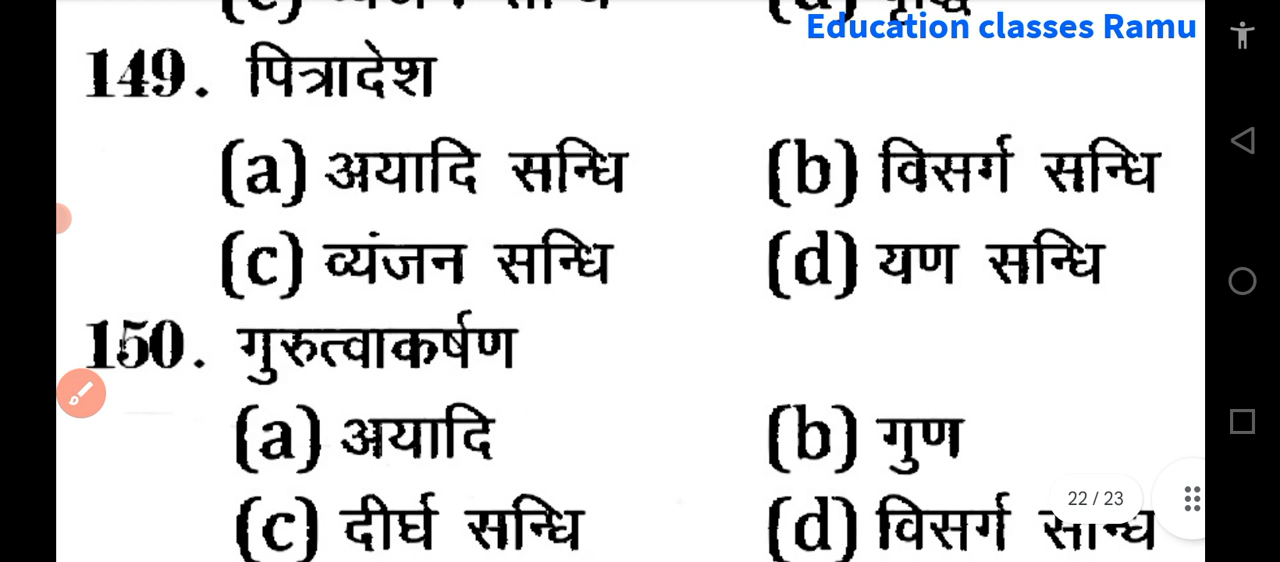 Education classes Ramu
149. पित्रादेश
(a) अयादि सन्धि (b) विसर्ग सन्धि
(c) व्यंजन सन्धि (d) यण सन्धि
150. गुरुत्वाकर्षण
(a) अयादि (b) गुण
(c) दीर्घ सन्धि (d) विसर्ग सन्धि
22 / 23